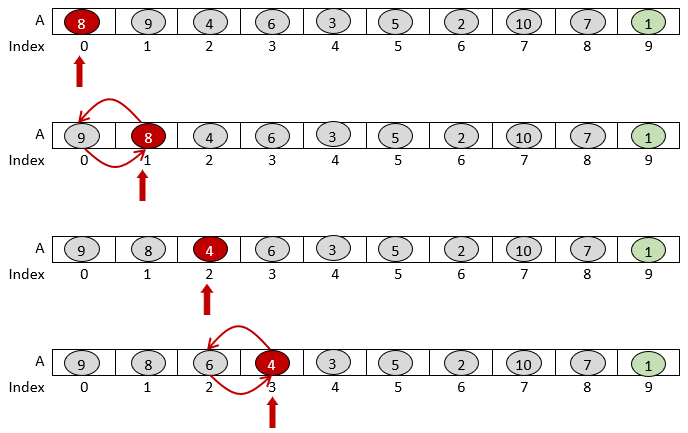 A 8 9 4 6 3 5 2 10 7 1
Index 0 1 2 3 4 5 6 7 8 9
A 9 8 4 6 3 5 2 10 7 1
Index 0 1 2 3 4 5 6 7 8 9
A 9 8 4 6 3 5 2 10 7 1
Index 0 1 2 3 4 5 6 7 8 9
A 9 8 6 4 3 5 2 10 7 1
Index 0 1 2 3 4 5 6 7 8 9